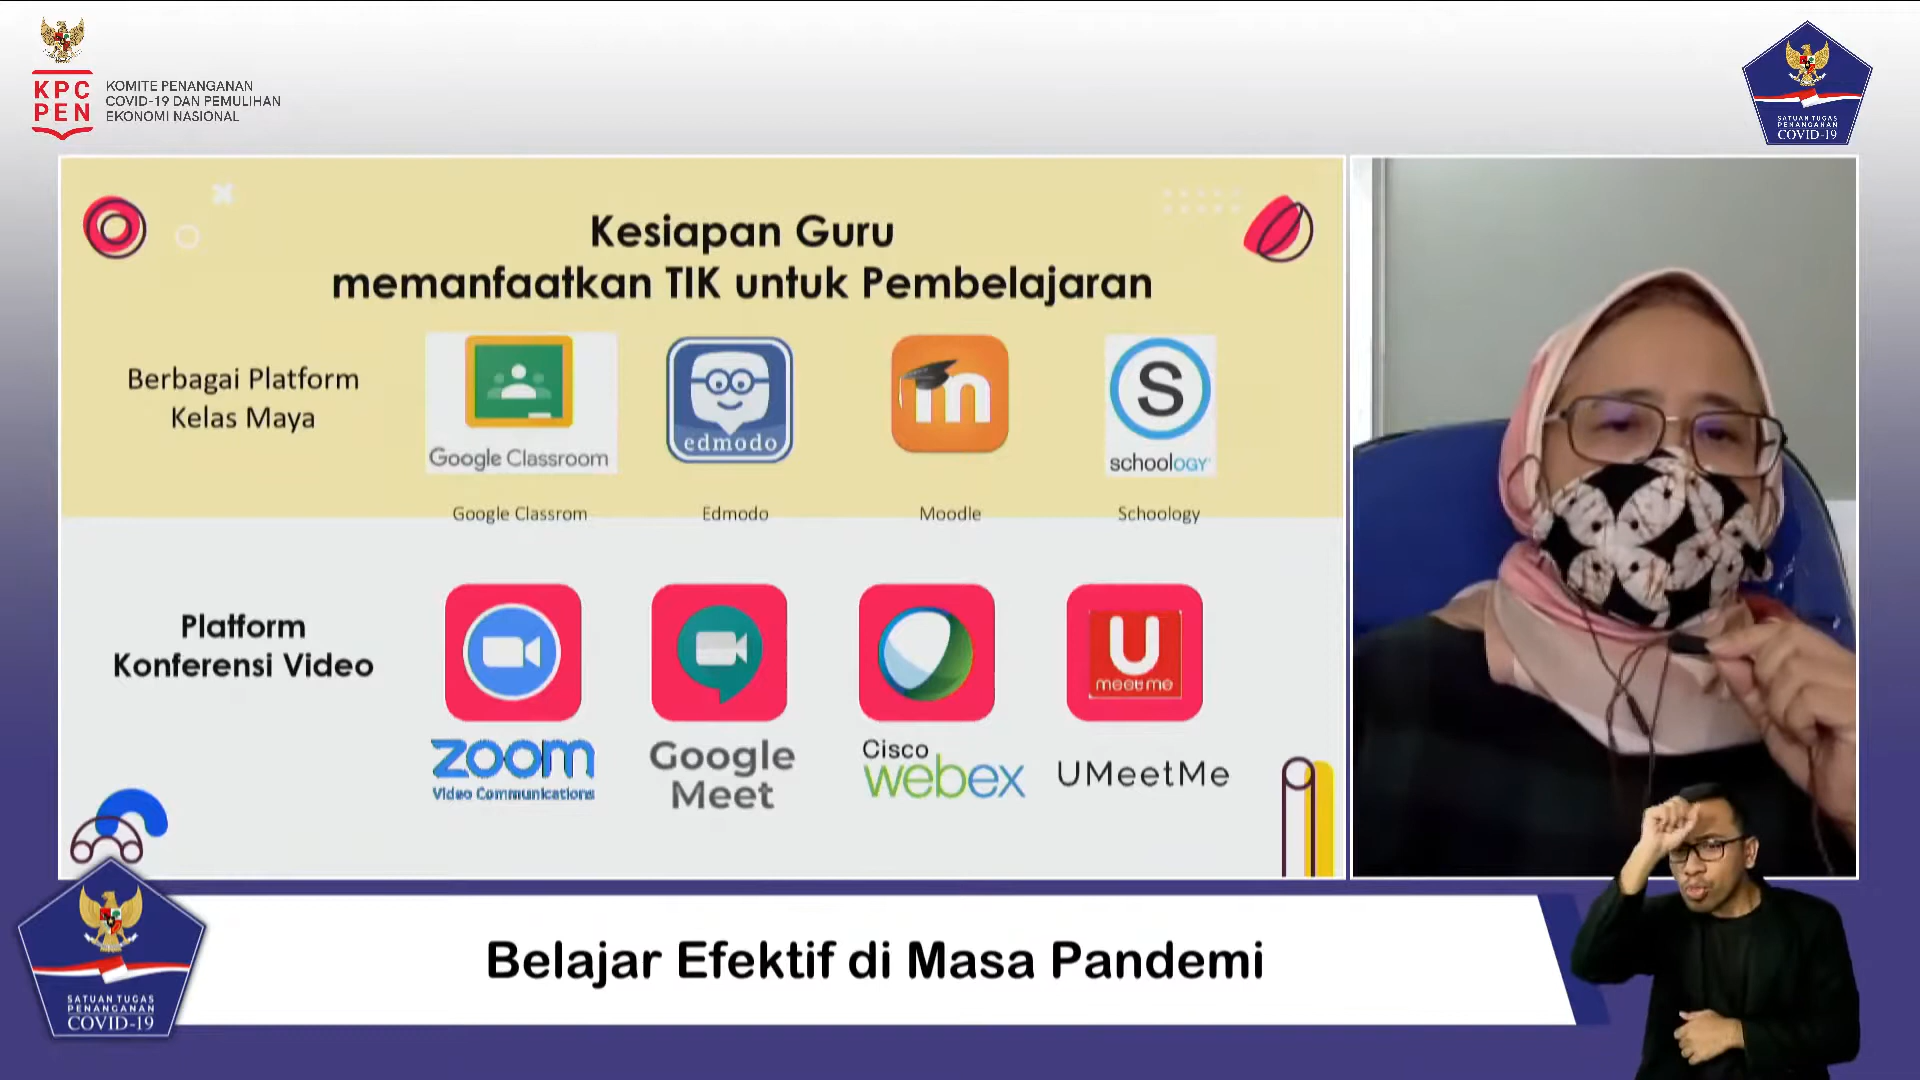 KPC
PEN
KOMITE PENANGANAN
COVID-19 DAN PEMULIHAN
EKONOMI NASIONAL
SATUAN TUGAS
PENANGANAN
COVID-19
Kesiapan Guru
memanfaatkan TIK untuk Pembelajaran
Berbagai Platform
Kelas Maya
Google Classroom
edmodo
m
S
schoology
Google Classrom
Edmodo
Moodle
Schoology
Platform
Konferensi Video
U
meetme
zoom
Video Communications
Google
Meet
Cisco
webex
UMeetMe
SATUAN TUGAS
PENANGANAN
COVID-19
Belajar Efektif di Masa Pandemi